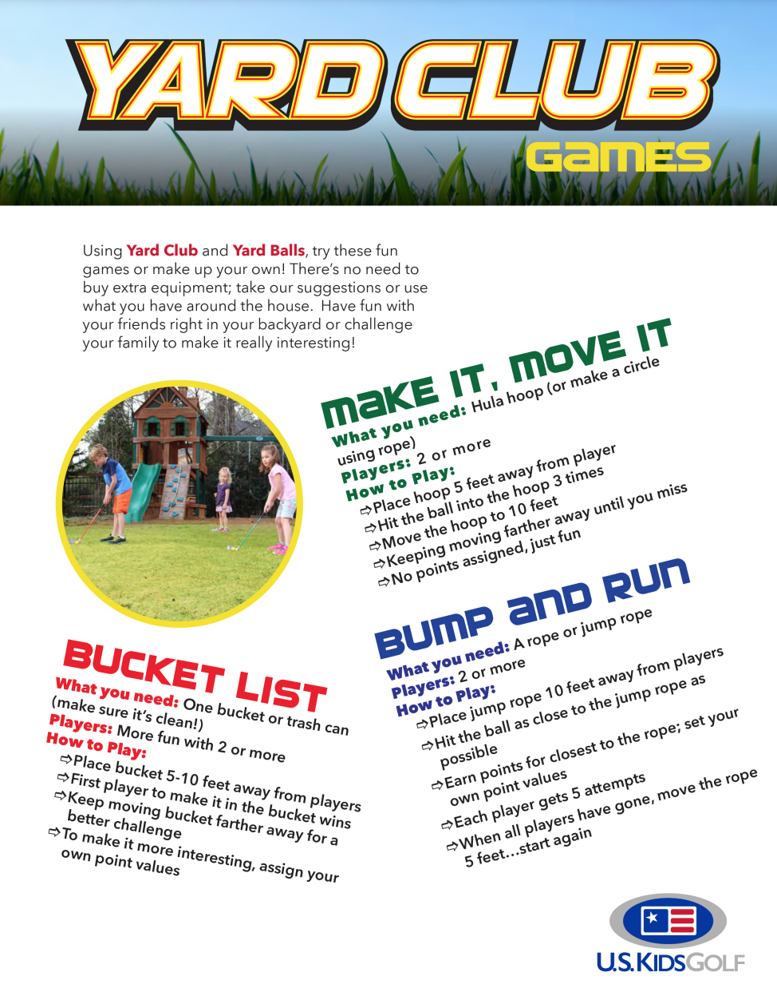 YARD CLUB
GAMES
Using Yard Club and Yard Balls, try these fun
games or make up your own! There's no need to
buy extra equipment; take our suggestions or use
what you have around the house.  Have fun with
your friends right in your backyard or challenge
your family to make it really interesting!
MAKE IT, MOVE IT
What you need: Hula hoop (or make a circle
using rope)
Players: 2 or more
How to Play:
➩Place hoop 5 feet away from player
➩Hit the ball into the hoop 3 times
➩Move the hoop to 10 feet
➩Keeping moving farther away until you miss
➩No points assigned, just fun
BUMP AND RUN
What you need: A rope or jump rope
Players: 2 or more
How to Play:
➩Place jump rope 10 feet away from players
➩Hit the ball as close to the jump rope as
possible
➩Earn points for closest to the rope; set your
own point values
➩Each player gets 5 attempts
➩When all players have gone, move the rope
5 feet...start again
BUCKET LIST
What you need: One bucket or trash can
(make sure it's clean!)
Players: More fun with 2 or more
How to Play:
➩Place bucket 5-10 feet away from players
➩First player to make it in the bucket wins
➩Keep moving bucket farther away for a
better challenge
➩To make it more interesting, assign your
own point values
U.S. KIDS GOLF